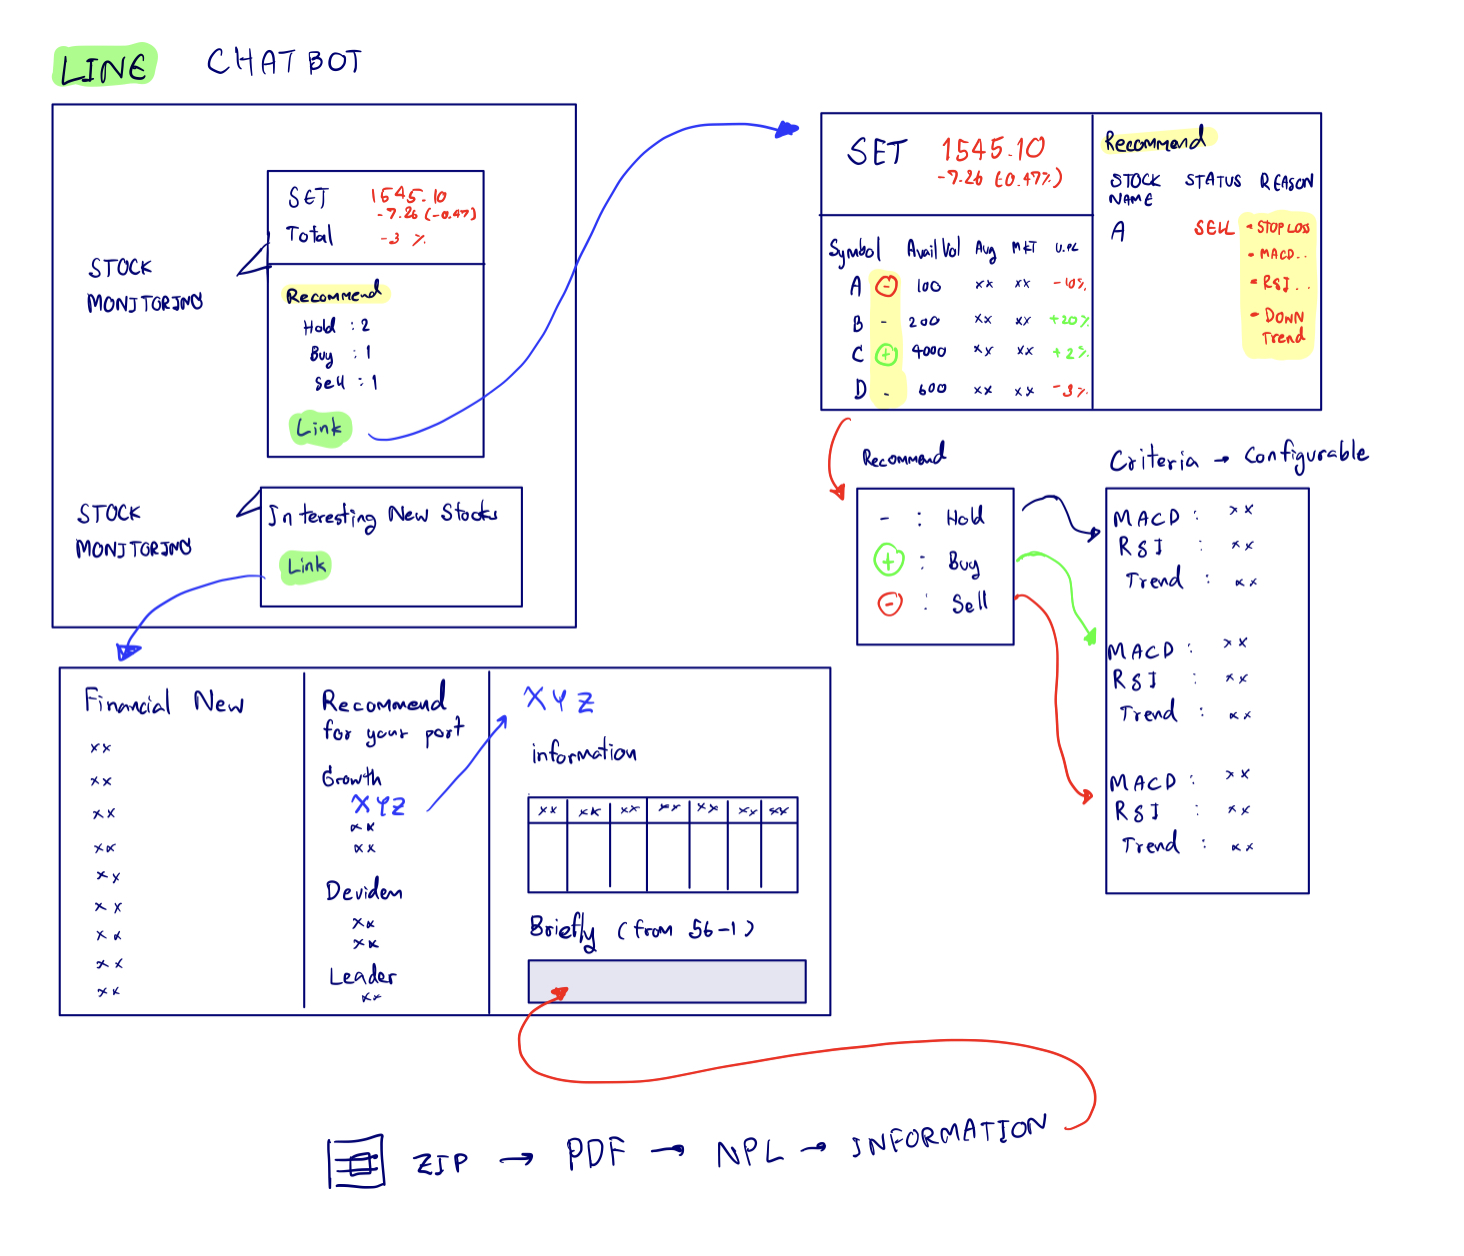 LINE CHATBOT
STOCK
MONITORING
SET 1545.10
-7.26 (-0.47)
Total -3 %
Recommend
Hold : 2
Buy : 1
Sell : 1
Link
STOCK
MONITORING
Interesting New Stocks
Link
SET 1545.10
-7.26 (-0.47%)
Symbol Avail Vol Avg MKT U.PL
A - 100 xx xx -10%
B - 200 xx xx +20%
C + 4000 xx xx +2%
D - 600 xx xx -3%
Recommend
STOCK NAME STATUS REASON
A SELL - STOP LOSS
- MACD..
- RSI..
- DOWN
Trend
Recommend
- : Hold
+ : Buy
- : Sell
Criteria → Configurable
MACD : xx
RSI : xx
Trend : xx
MACD : xx
RSI : xx
Trend : xx
MACD : xx
RSI : xx
Trend : xx
Financial New
xx
xx
xx
xx
xx
xx
xx
xx
xx
Recommend
for your port
Growth
XYZ
xx
xx
Dividen
xx
xx
Leader
xx
XYZ
information
xx xx xx xx xx xx xx
Briefly (from 56-1)
ZIP → PDF → NPL → INFORMATION